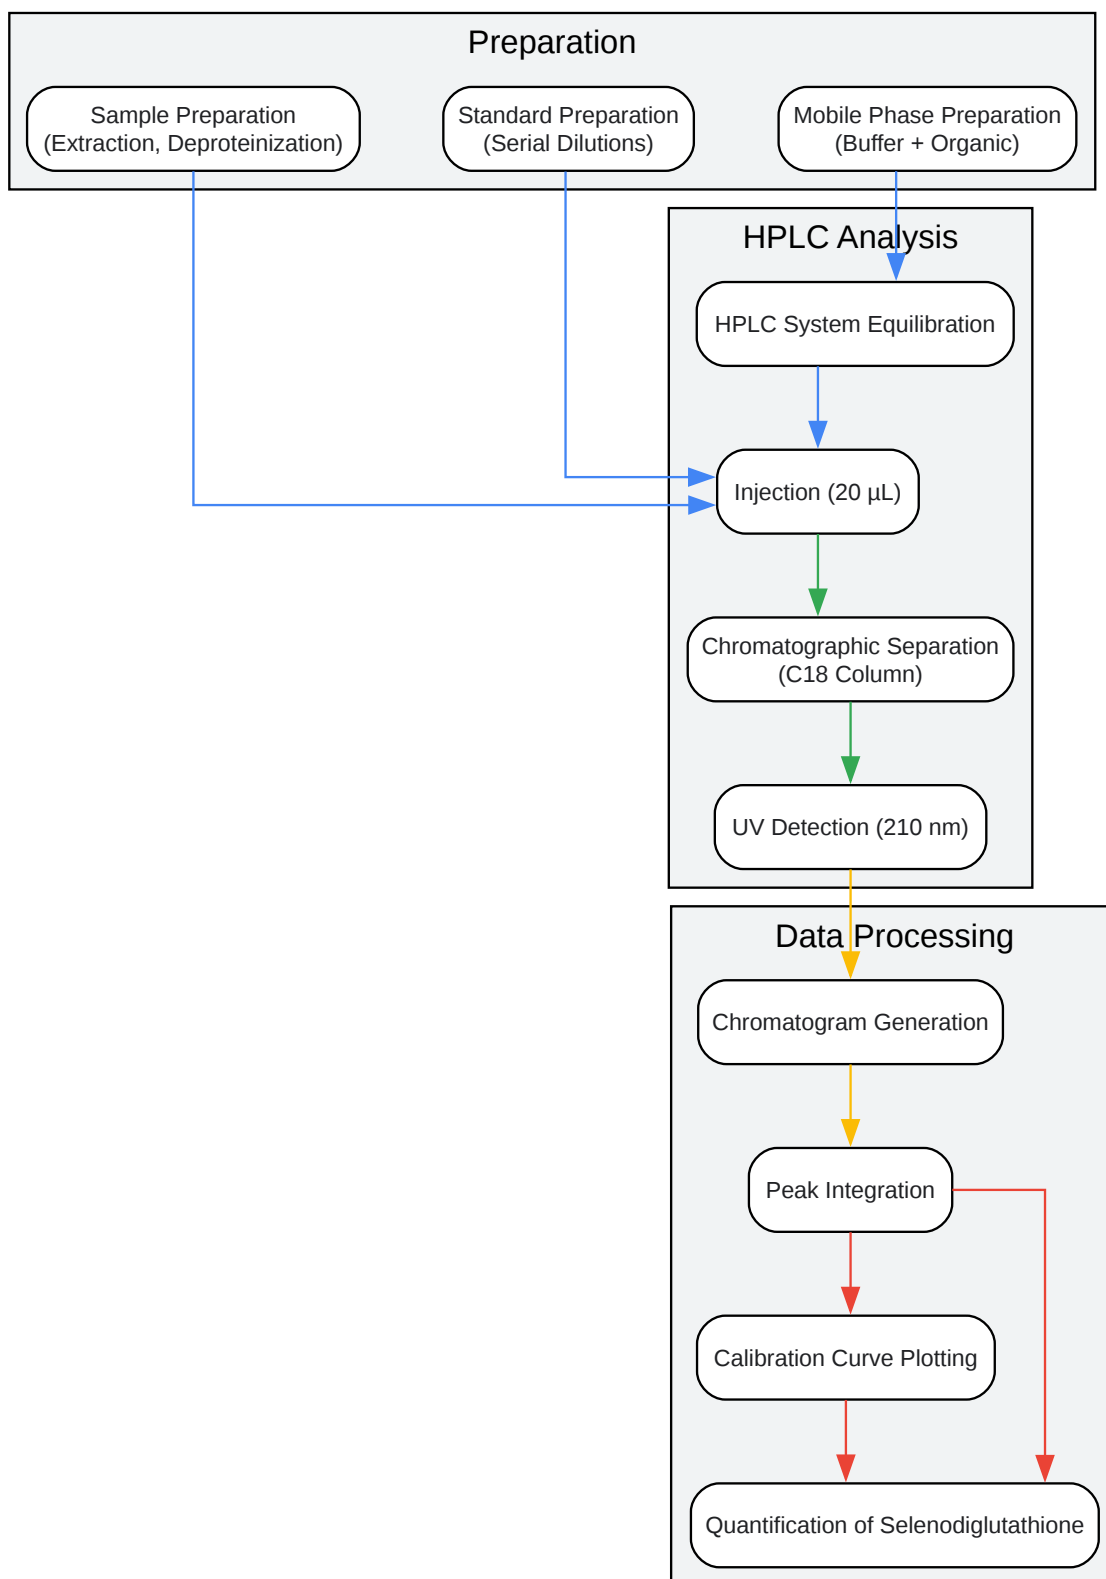 Preparation
Sample Preparation
(Extraction, Deproteinization)
Standard Preparation
(Serial Dilutions)
Mobile Phase Preparation
(Buffer + Organic)
HPLC Analysis
HPLC System Equilibration
Injection (20 µL)
Chromatographic Separation
(C18 Column)
UV Detection (210 nm)
Data Processing
Chromatogram Generation
Peak Integration
Calibration Curve Plotting
Quantification of Selenodiglutathione